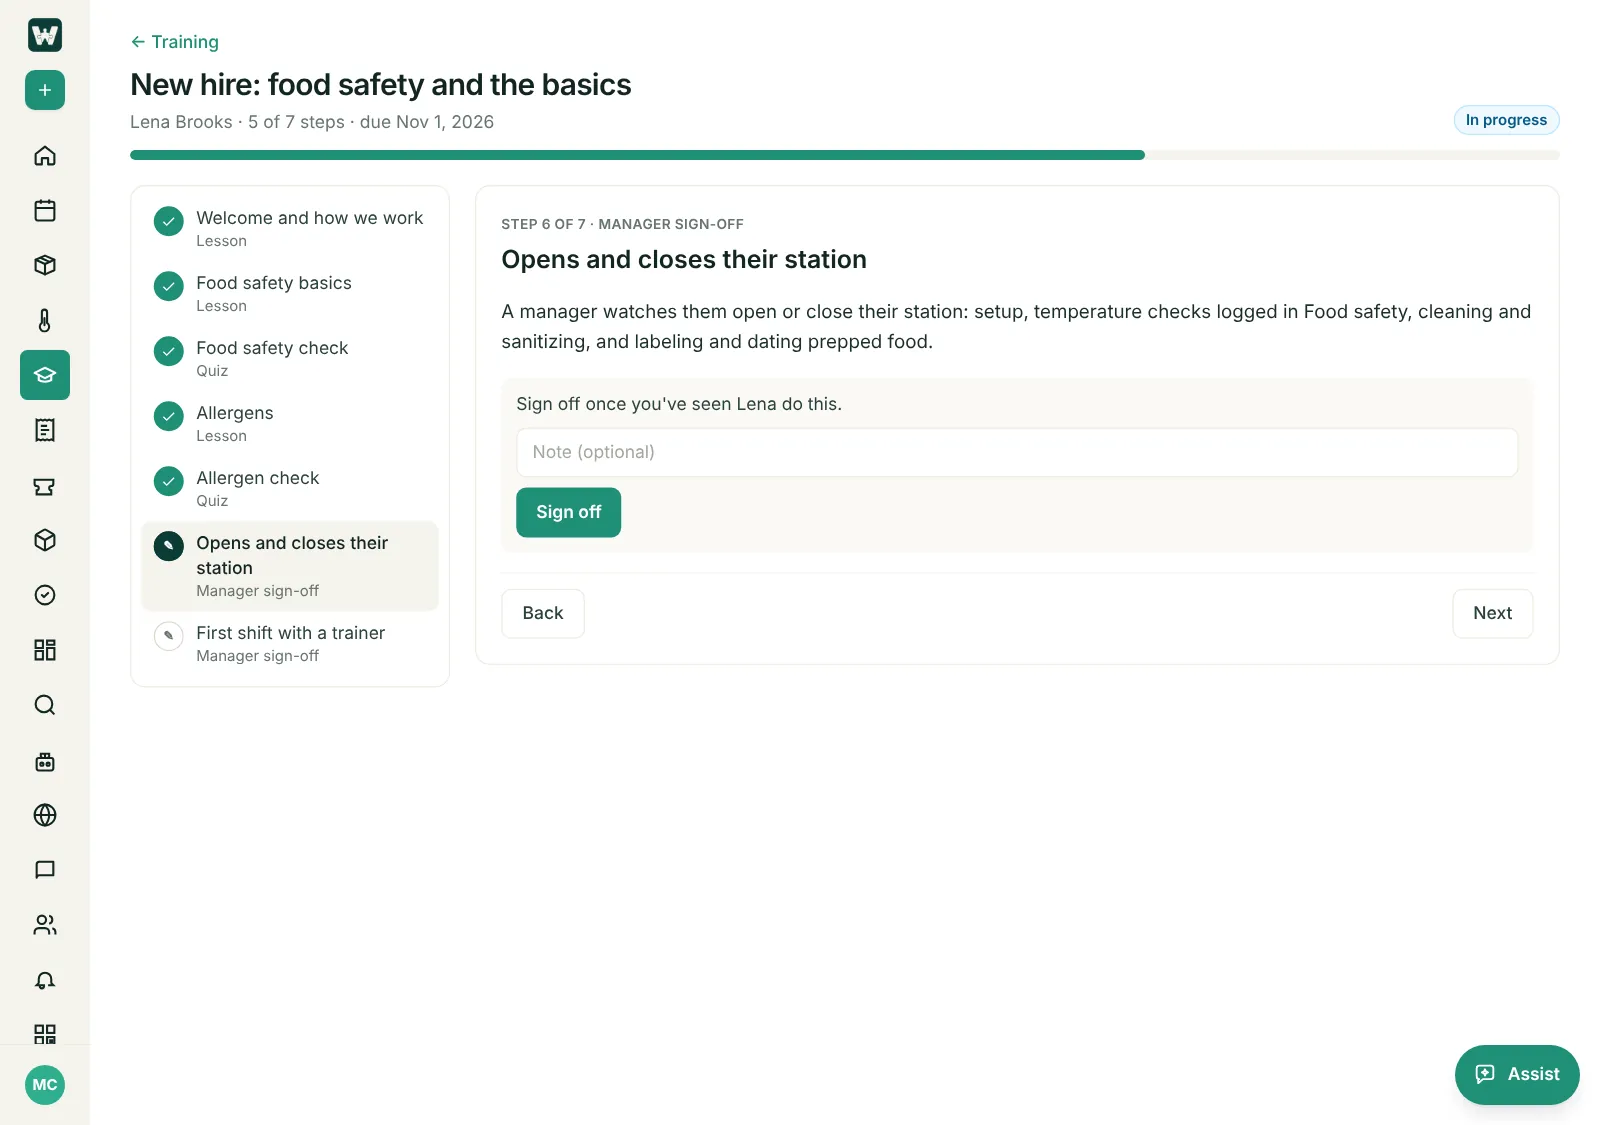 W
+
← Training
New hire: food safety and the basics
Lena Brooks · 5 of 7 steps · due Nov 1, 2026
In progress
Welcome and how we work
Lesson
Food safety basics
Lesson
Food safety check
Quiz
Allergens
Lesson
Allergen check
Quiz
Opens and closes their
station
Manager sign-off
First shift with a trainer
Manager sign-off
STEP 6 OF 7 · MANAGER SIGN-OFF
Opens and closes their station
A manager watches them open or close their station: setup, temperature checks logged in Food safety, cleaning and
sanitizing, and labeling and dating prepped food.
Sign off once you've seen Lena do this.
Note (optional)
Sign off
Back
Next
MC
Assist